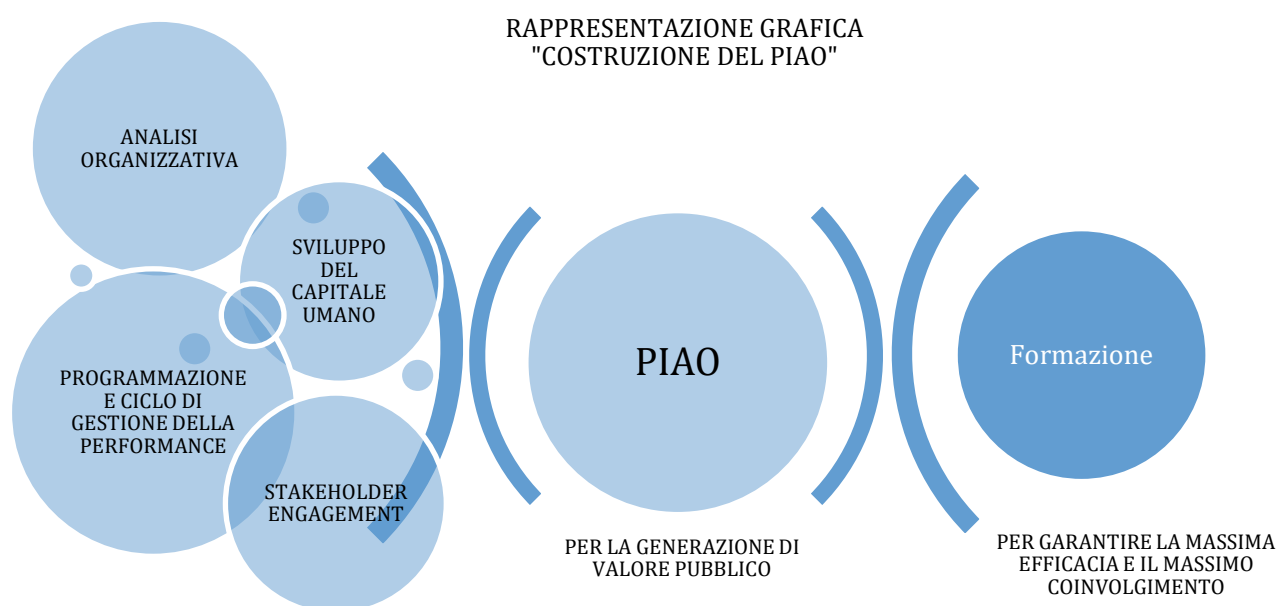 RAPPRESENTAZIONE GRAFICA
"COSTRUZIONE DEL PIAO"
ANALISI
ORGANIZZATIVA
SVILUPPO
DEL
CAPITALE
UMANO
PROGRAMMAZIONE
E CICLO DI
GESTIONE DELLA
PERFORMANCE
STAKEHOLDER
ENGAGEMENT
PIAO
PER LA GENERAZIONE DI
VALORE PUBBLICO
Formazione
PER GARANTIRE LA MASSIMA
EFFICACIA E IL MASSIMO
COINVOLGIMENTO